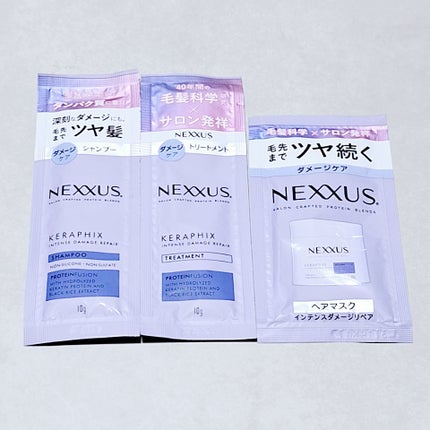 タンパク質
深刻なダメージにも、
毛先までツヤ髪
ダメージケア
シャンプー
NEXXUS.
SALON CRAFTED PROTEIN BLENDS
KERAPHIX
INTENSE DAMAGE REPAIR
SHAMPOO
NON-SILICONE・NON-SULFATE
PROTEINFUSION
WITH HYDROLYZED
KERATIN PROTEIN AND
BLACK RICE EXTRACT
10g
40年間の
毛髪科学
×
サロン発祥
NEXXUS
ダメージケア
トリートメント
NEXXUS.
SALON CRAFTED PROTEIN BLENDS
KERAPHIX
INTENSE DAMAGE REPAIR
TREATMENT
PROTEINFUSION
WITH HYDROLYZED
KERATIN PROTEIN AND
BLACK RICE EXTRACT
10g
毛髪科学×サロン発祥
毛先までツヤ続く
ダメージケア
NEXXUS.
SALON CRAFTED PROTEIN BLENDS
NEXXUS
ヘアマスク
インテンスダメージリペア